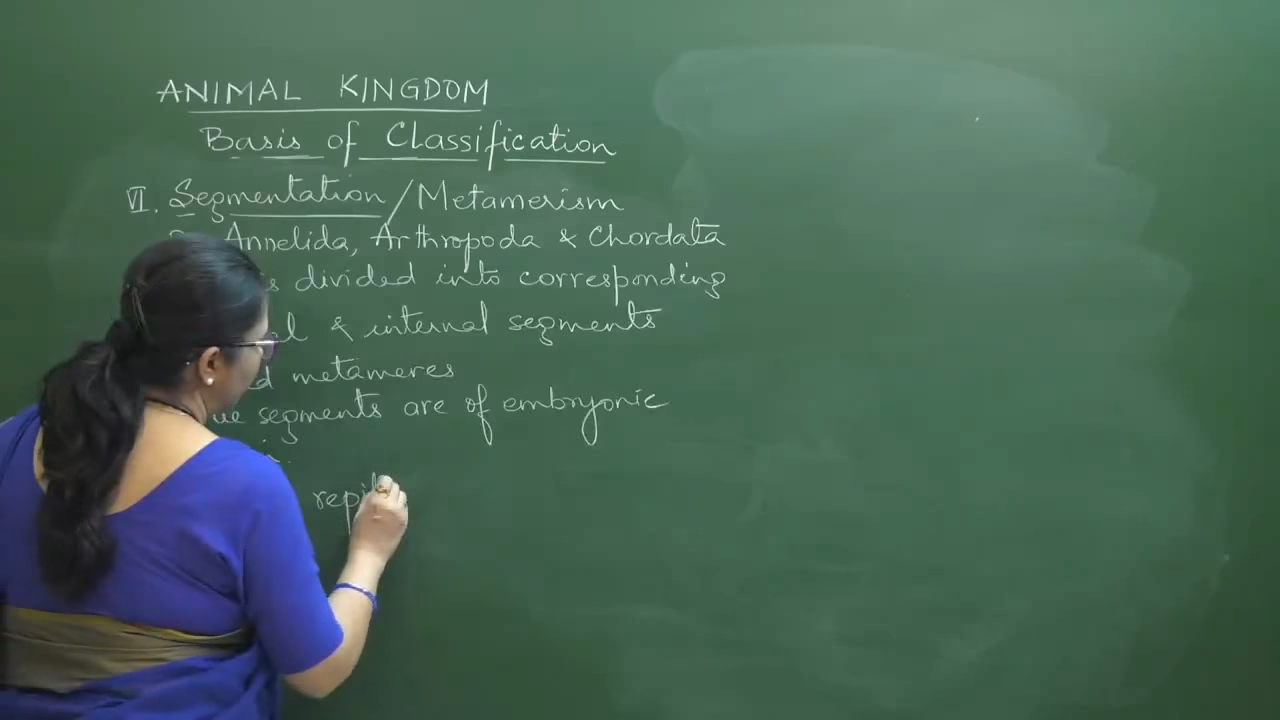 ANIMAL KINGDOM
Basis of Classification
VI. Segmentation / Metamerism
Annelida, Arthropoda & Chordata
divided into corresponding
& internal segments
metameres
segments are of embryonic